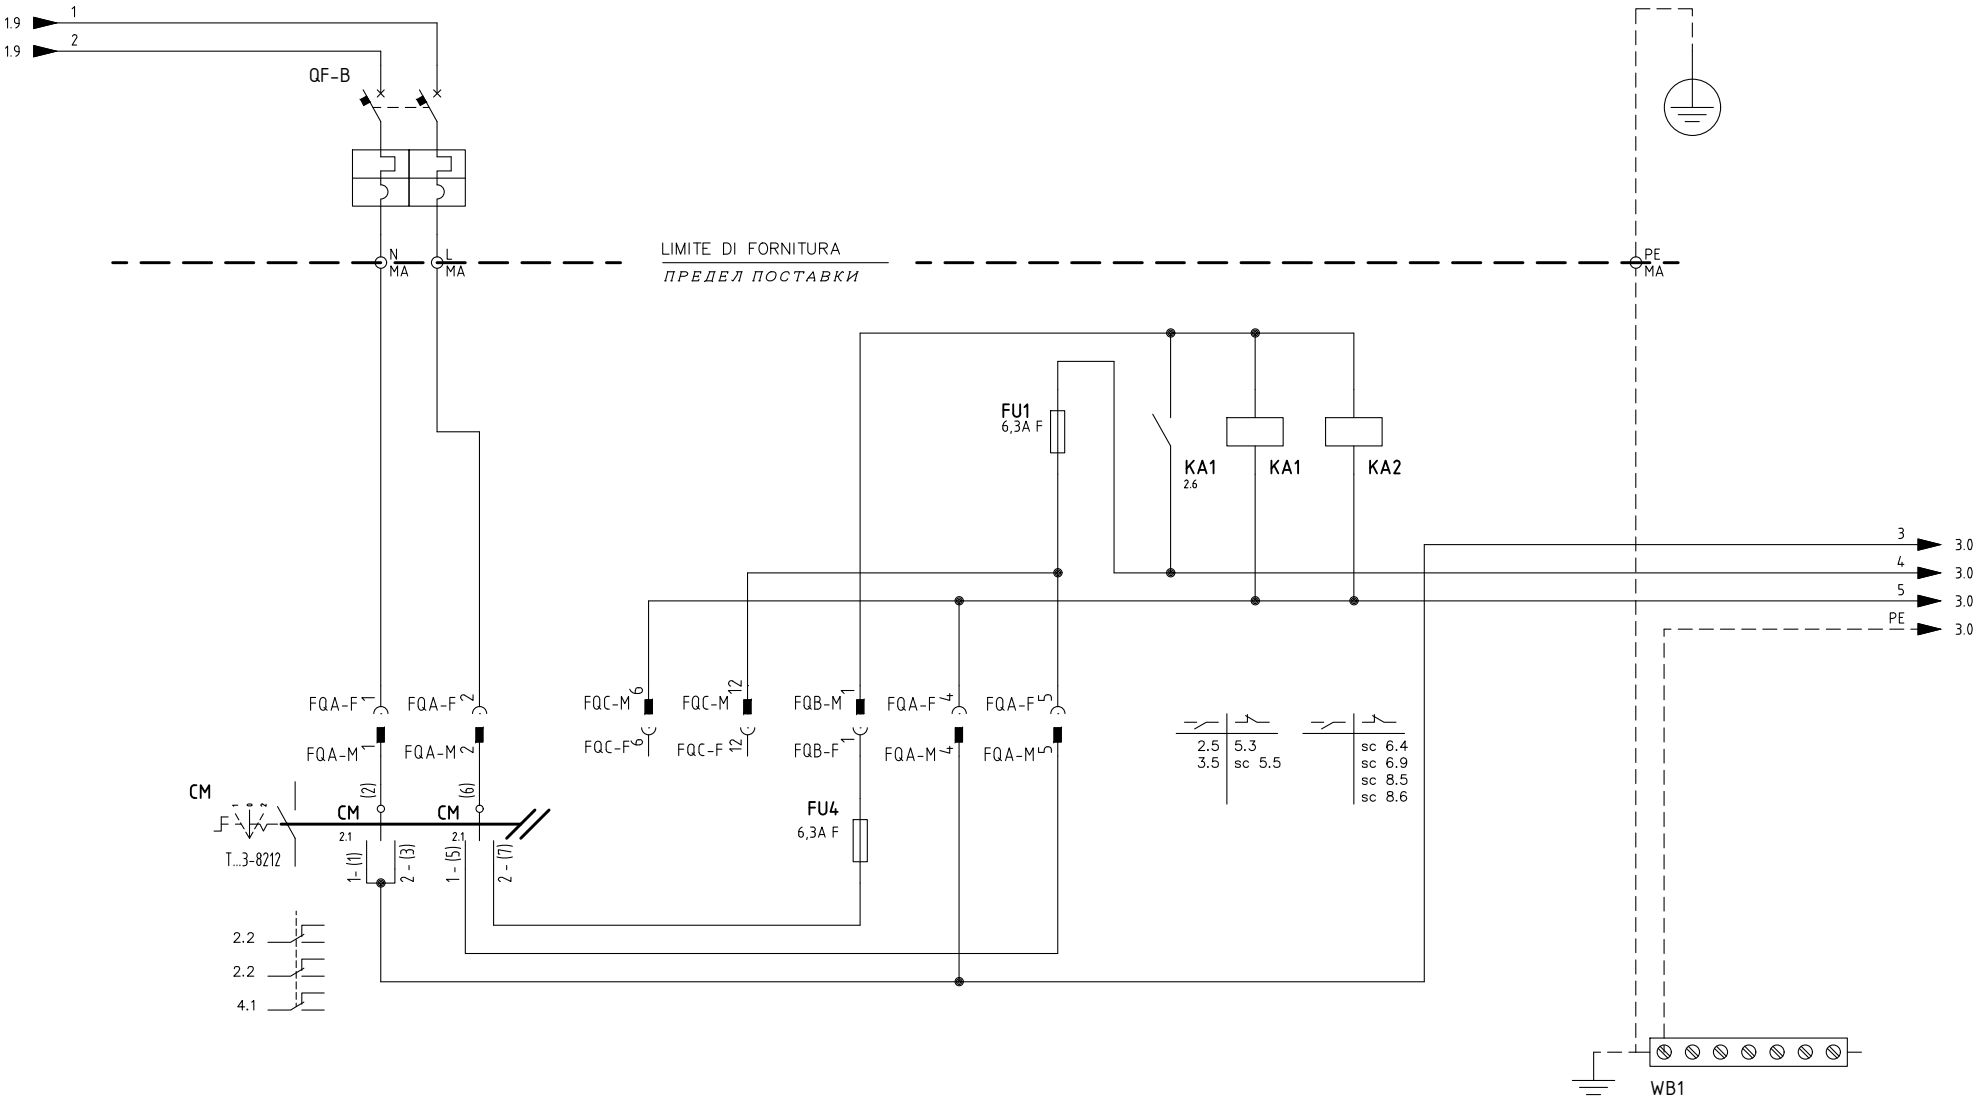 1.9
1
1.9
2
QF-B
N
MA
L
MA
LIMITE DI FORNITURA
ПРЕДЕЛ ПОСТАВКИ
PE
MA
FU1
6,3A F
KA1
2.6
KA1
KA2
3
3.0
4
3.0
5
3.0
PE
3.0
FQA-F 1
FQA-F 2
FQC-M 6
FQC-M 12
FQB-M 1
FQA-F 4
FQA-F 5
FQA-M 1
FQA-M 2
FQC-F 6
FQC-F 12
FQB-F 1
FQA-M 4
FQA-M 5
2.5
5.3
3.5
sc 5.5
sc 6.4
sc 6.9
sc 8.5
sc 8.6
CM
1 0 2
T...3-8212
(2)
CM
2.1
(6)
CM
2.1
1-(1)
2 - (3)
1 - (5)
2 - (7)
FU4
6,3A F
2.2
2.2
4.1
WB1